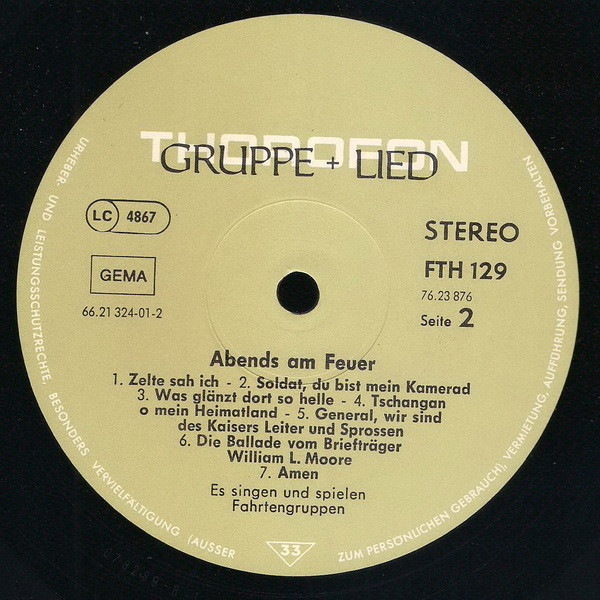 THOROFON
GRUPPE + LIED
LC 4867
STEREO
GEMA
FTH 129
76.23 876
66.21 324-01-2
Seite 2
Abends am Feuer
1. Zelte sah ich - 2. Soldat, du bist mein Kamerad
3. Was glänzt dort so helle - 4. Tschangan
o mein Heimatland - 5. General, wir sind
des Kaisers Leiter und Sprossen
6. Die Ballade vom Briefträger
William L. Moore
7. Amen
Es singen und spielen
Fahrtengruppen
33
URHEBER- UND LEISTUNGSSCHUTZRECHTE, BESONDERS VERVIELFÄLTIGUNG (AUSSER ZUM PERSÖNLICHEN GEBRAUCH), VERMIETUNG, AUFFÜHRUNG, SENDUNG VORBEHALTEN